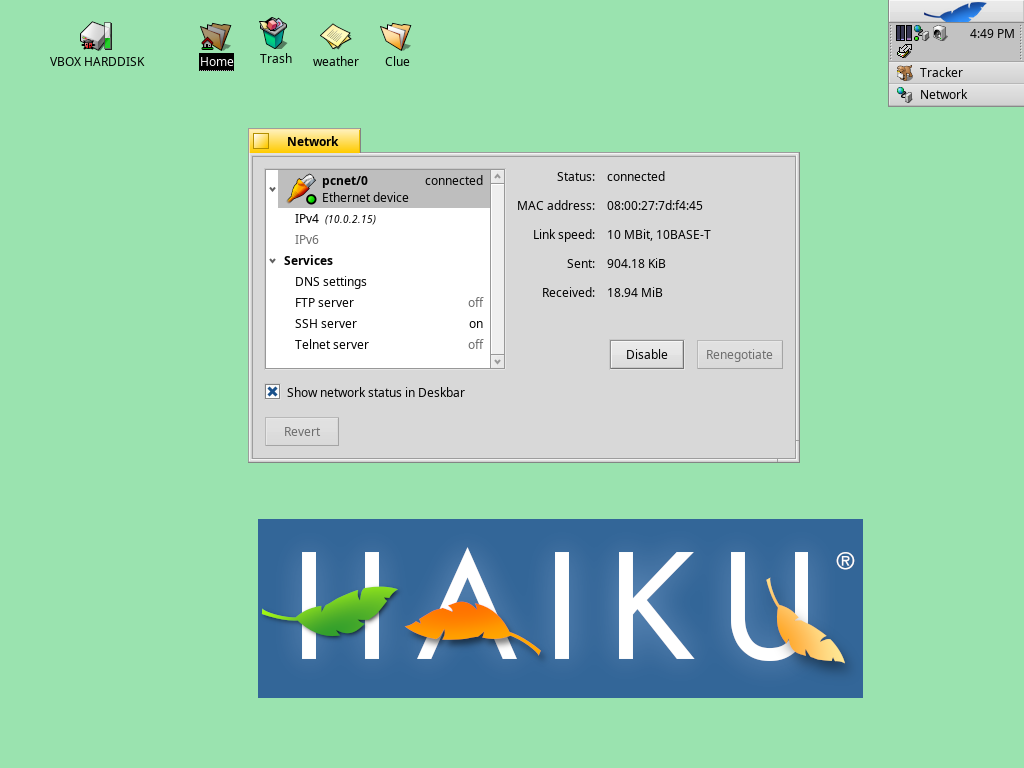 VBOX HARDDISK
Home
Trash
weather
Clue
4:49 PM
Tracker
Network
Network
pcnet/0 connected
Ethernet device
IPv4 (10.0.2.15)
IPv6
Services
DNS settings
FTP server off
SSH server on
Telnet server off
Status: connected
MAC address: 08:00:27:7d:f4:45
Link speed: 10 MBit, 10BASE-T
Sent: 904.18 KiB
Received: 18.94 MiB
Disable
Renegotiate
Show network status in Deskbar
Revert
HAIKU®